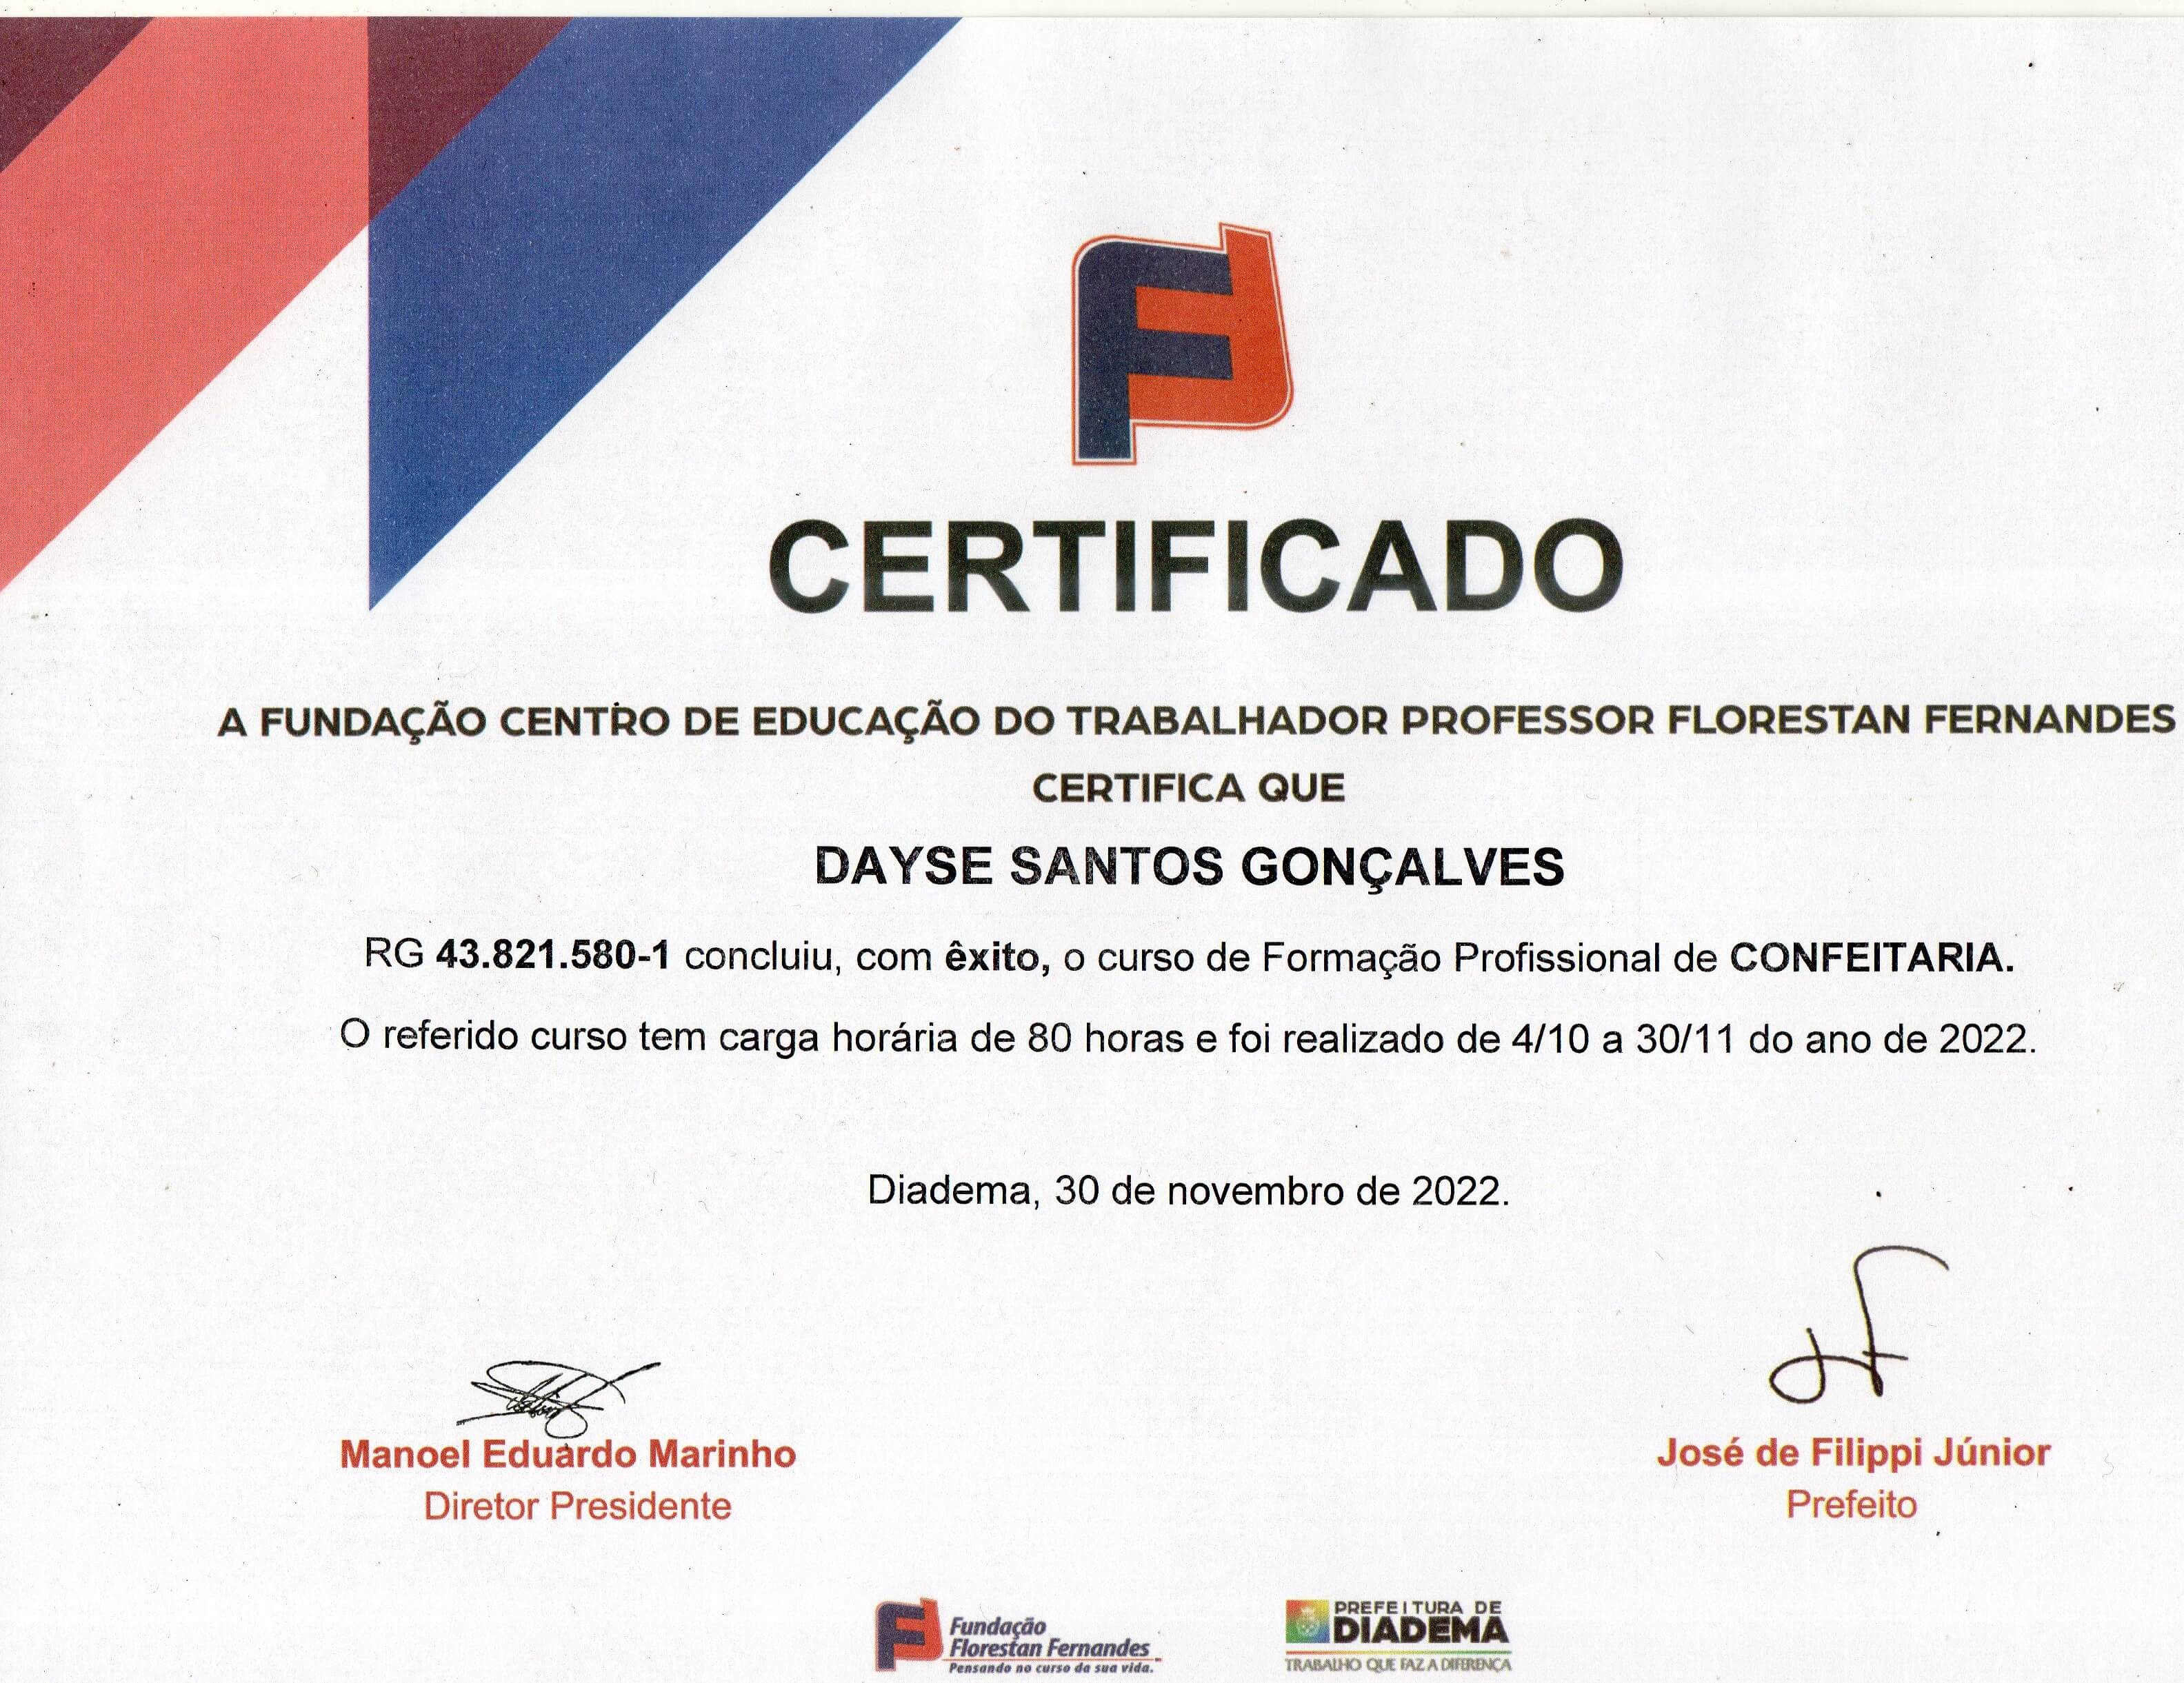 CERTIFICADO
A FUNDAÇÃO CENTRO DE EDUCAÇÃO DO TRABALHADOR PROFESSOR FLORESTAN FERNANDES
CERTIFICA QUE
DAYSE SANTOS GONÇALVES
RG 43.821.580-1 concluiu, com êxito, o curso de Formação Profissional de CONFEITARIA.
O referido curso tem carga horária de 80 horas e foi realizado de 4/10 a 30/11 do ano de 2022.
Diadema, 30 de novembro de 2022.
Manoel Eduardo Marinho
Diretor Presidente
José de Filippi Júnior
Prefeito
Fundação
Florestan Fernandes
Pensando no curso da sua vida.
PREFEITURA DE
DIADEMA
TRABALHO QUE FAZ A DIFERENÇA